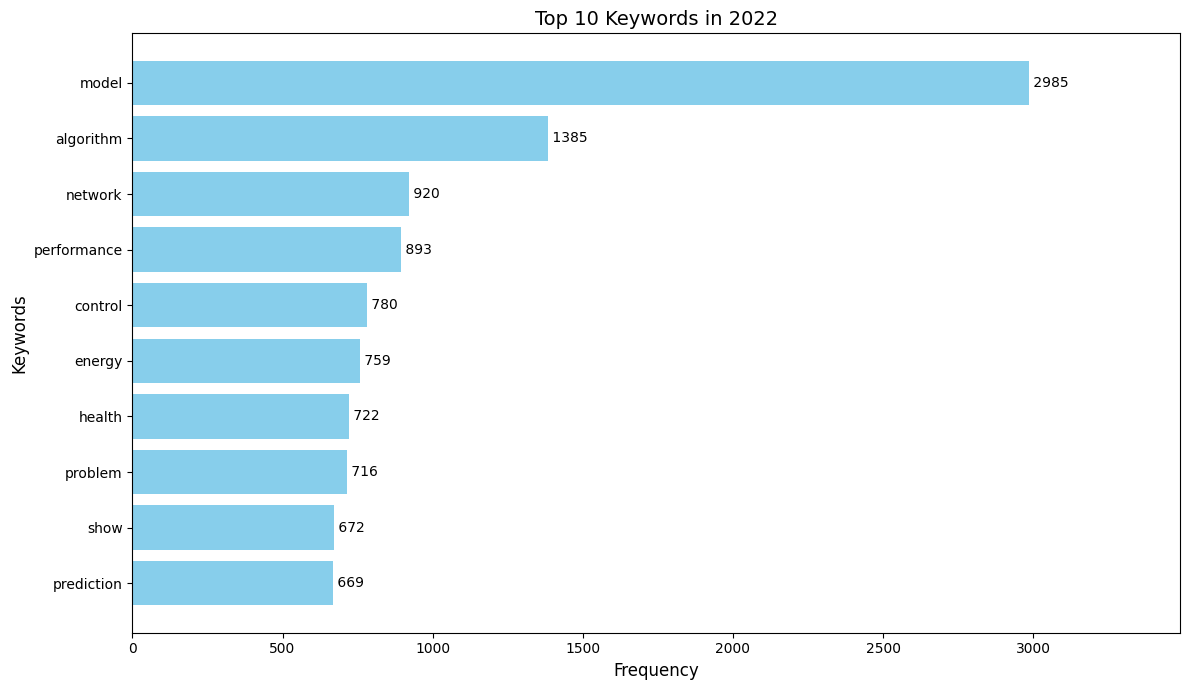 Top 10 Keywords in 2022
Keywords
model 2985
algorithm 1385
network 920
performance 893
control 780
energy 759
health 722
problem 716
show 672
prediction 669
0 500 1000 1500 2000 2500 3000
Frequency